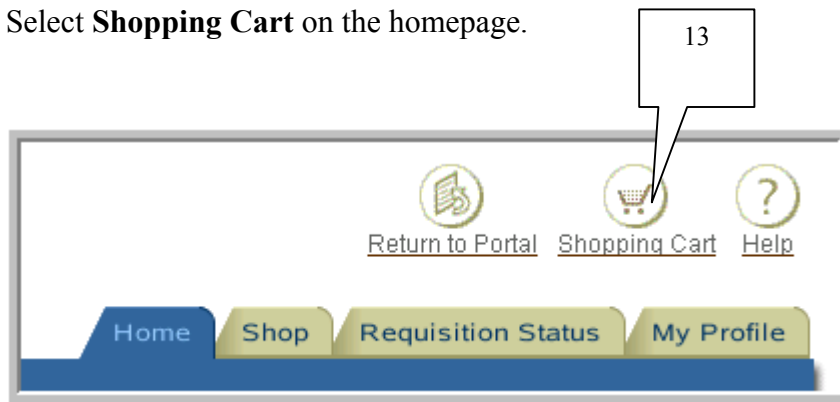 Select Shopping Cart on the homepage.
13
Return to Portal Shopping Cart Help
?
Home Shop Requisition Status My Profile